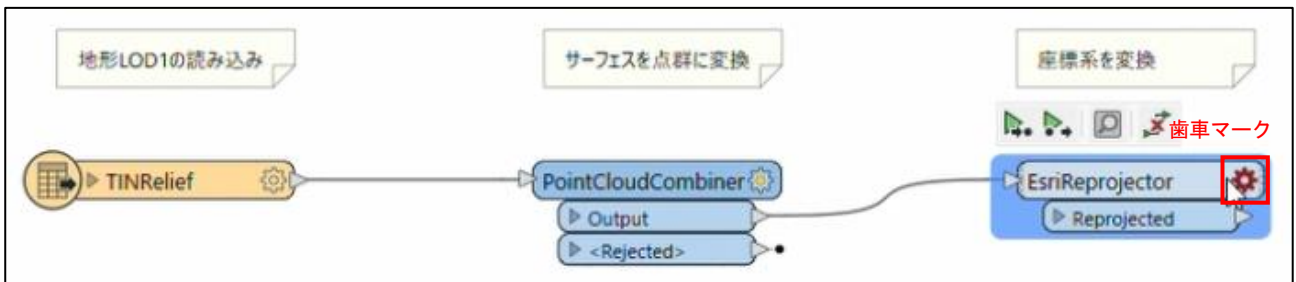 地形LOD1の読み込み
サーフェスを点群に変換
座標系を変換
歯車マーク
TINRelief
PointCloudCombiner
Output
<Rejected>
EsriReprojector
Reprojected